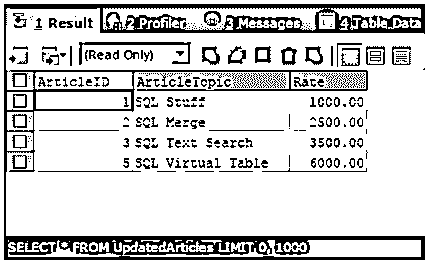 1 Result 2 Profiler 3 Messages 4 Table Data
(Read Only)
ArticleID ArticleTopic Rate
1 SQL Stuff 1000.00
2 SQL Merge 2500.00
3 SQL Text Search 3500.00
5 SQL Virtual Table 6000.00
SELECT * FROM UpdatedArticles LIMIT 0, 1000